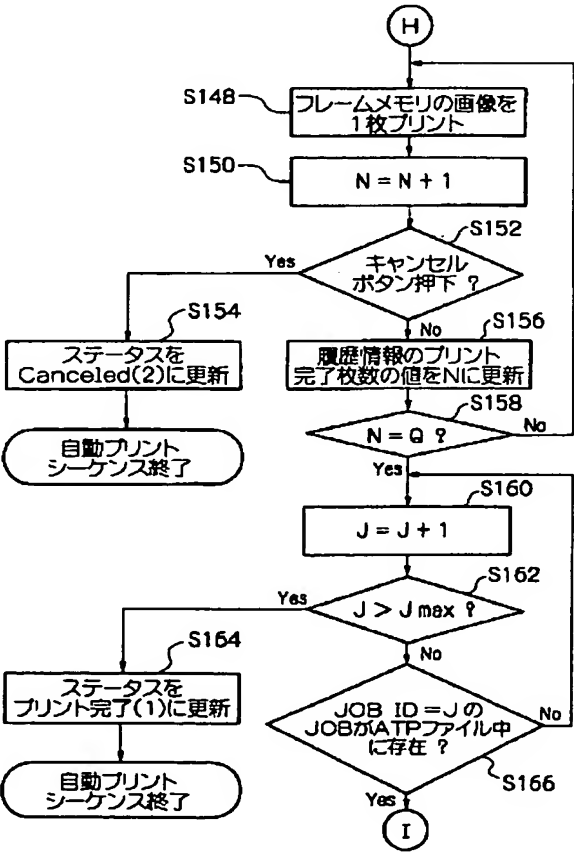 H
S148
フレームメモリの画像を
1枚プリント
S150
N = N + 1
S152
キャンセル
ボタン押下 ?
Yes
No
S154
ステータスを
Canceled(2)に更新
S156
履歴情報のプリント
完了枚数の値をNに更新
自動プリント
シーケンス終了
S158
N = Q ?
No
Yes
S160
J = J + 1
S162
J > J max ?
Yes
No
S164
ステータスを
プリント完了(1)に更新
JOB ID = J の
JOBがATPファイル中
に存在 ?
No
S166
Yes
自動プリント
シーケンス終了
I